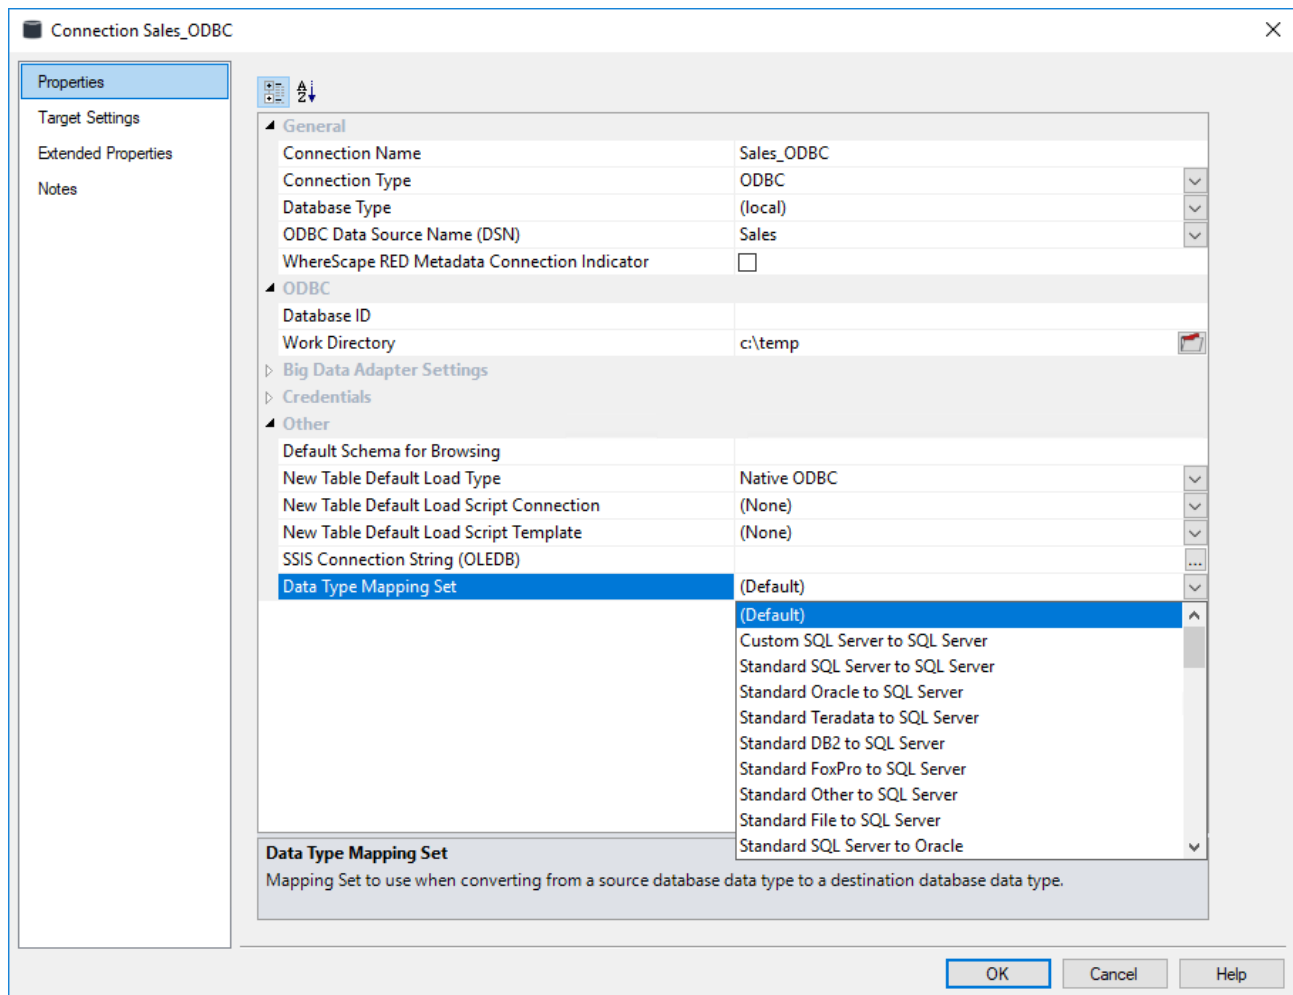 Connection Sales_ODBC
Properties
Target Settings
Extended Properties
Notes
General
Connection Name Sales_ODBC
Connection Type ODBC
Database Type (local)
ODBC Data Source Name (DSN) Sales
WhereScape RED Metadata Connection Indicator
ODBC
Database ID
Work Directory c:\temp
Big Data Adapter Settings
Credentials
Other
Default Schema for Browsing
New Table Default Load Type Native ODBC
New Table Default Load Script Connection (None)
New Table Default Load Script Template (None)
SSIS Connection String (OLEDB) ...
Data Type Mapping Set (Default)
(Default)
Custom SQL Server to SQL Server
Standard SQL Server to SQL Server
Standard Oracle to SQL Server
Standard Teradata to SQL Server
Standard DB2 to SQL Server
Standard FoxPro to SQL Server
Standard Other to SQL Server
Standard File to SQL Server
Standard SQL Server to Oracle
Data Type Mapping Set
Mapping Set to use when converting from a source database data type to a destination database data type.
OK Cancel Help